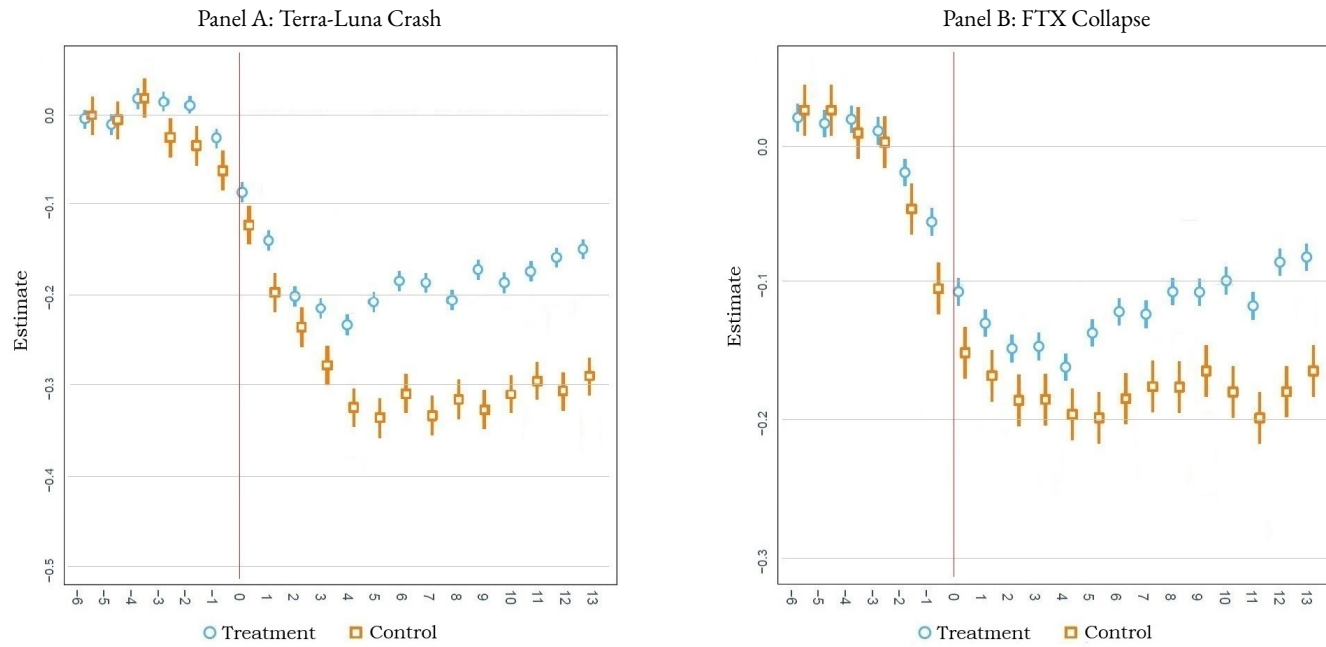 Panel A: Terra-Luna Crash
Estimate
0.0
−0.1
−0.2
−0.3
−0.4
−0.5
−6 −5 −4 −3 −2 −1 0 1 2 3 4 5 6 7 8 9 10 11 12 13
Treatment Control
Panel B: FTX Collapse
Estimate
0.0
−0.1
−0.2
−0.3
−6 −5 −4 −3 −2 −1 0 1 2 3 4 5 6 7 8 9 10 11 12 13
Treatment Control